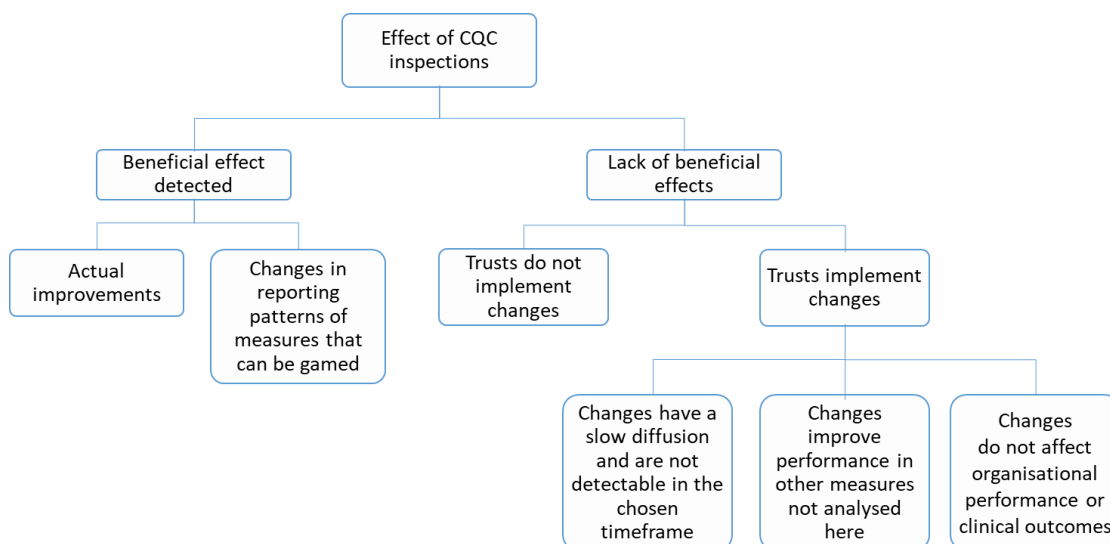 Effect of CQC
inspections
Beneficial effect
detected
Lack of beneficial
effects
Actual
improvements
Changes in
reporting
patterns of
measures that
can be gamed
Trusts do not
implement
changes
Trusts implement
changes
Changes have a
slow diffusion
and are not
detectable in the
chosen
timeframe
Changes
improve
performance in
other measures
not analysed
here
Changes
do not affect
organisational
performance or
clinical outcomes